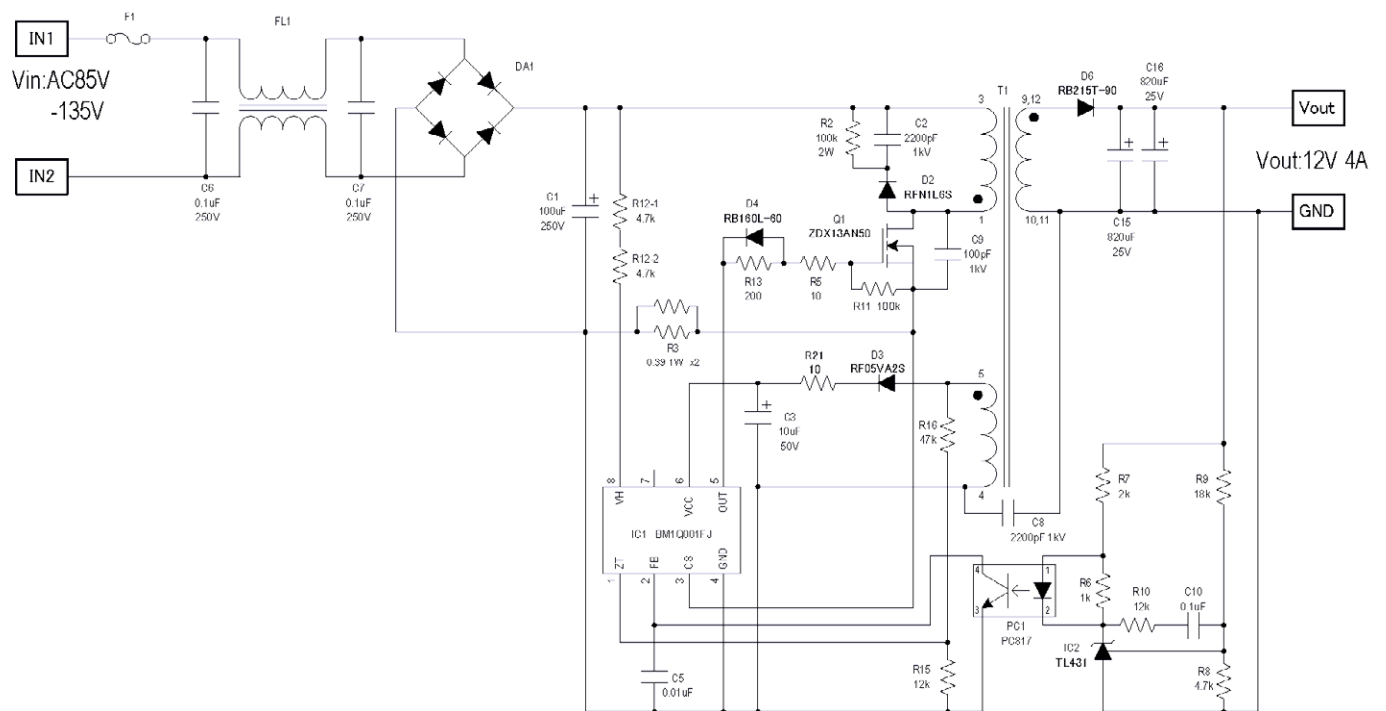 F1
FL1
IN1
Vin:AC85V
-135V
IN2
C6
0.1uF
250V
C7
0.1uF
250V
DA1
C1
100uF
250V
R12-1
4.7k
R12-2
4.7k
R2
100k
2W
C2
2200pF
1kV
D2
RFN1L6S
D4
RB160L-60
Q1
ZDX13AN50
R13
200
R5
10
R11 100k
C9
100pF
1kV
R3
0.39 1W x2
T1
3
1
9,12
10,11
5
4
D6
RB215T-90
C16
820uF
25V
C15
820uF
25V
Vout
Vout:12V 4A
GND
R21
10
D3
RF05VA2S
C3
10uF
50V
R16
47k
8
7
6
5
VH
VCC
OUT
IC1 BM1Q001FJ
ZT
FB
CS
GND
1
2
3
4
C8
2200pF 1kV
R7
2k
R9
18k
4
3
1
2
PC1
PC817
R6
1k
R10
12k
C10
0.1uF
IC2
TL431
R8
4.7k
R15
12k
C5
0.01uF